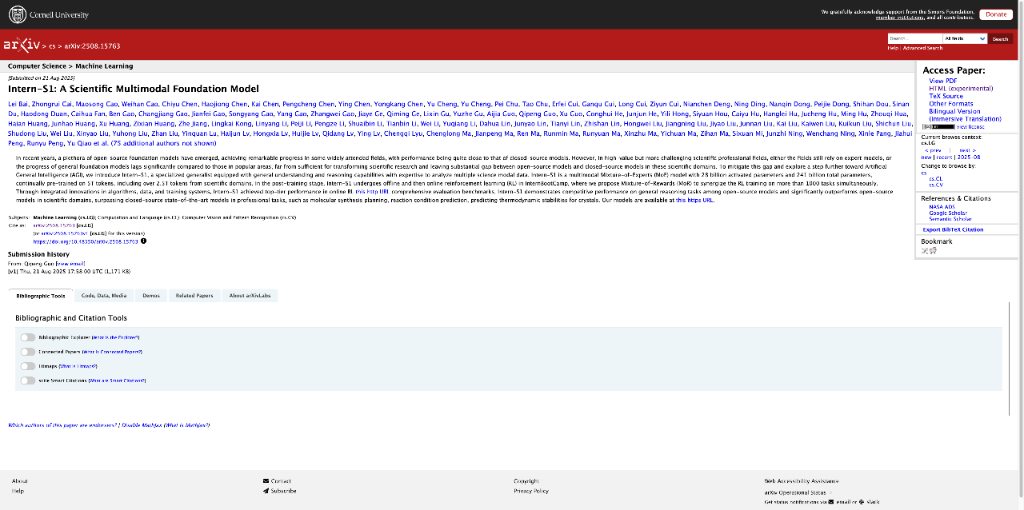 Cornell University
We gratefully acknowledge support from the Simons Foundation,
member institutions, and all contributors.
Donate
arXiv > cs > arXiv:2508.15763
Search...
All fields
Search
Help | Advanced Search
Computer Science > Machine Learning
[Submitted on 21 Aug 2025]
Intern-S1: A Scientific Multimodal Foundation Model
Lei Bai, Zhongrui Cai, Maosong Cao, Weihan Cao, Chiyu Chen, Haojiong Chen, Kai Chen, Pengcheng Chen, Ying Chen, Yongkang Chen, Yu Cheng, Yu Cheng, Pei Chu, Tao Chu, Erfei Cui, Ganqu Cui, Long Cui, Ziyun Cui, Nianchen Deng, Ning Ding, Nanqin Dong, Peijie Dong, Shihan Dou, Sinan
Du, Haodong Duan, Caihua Fan, Ben Gao, Changjiang Gao, Jianfei Gao, Songyang Gao, Yang Gao, Zhangwei Gao, Jiaye Ge, Qiming Ge, Lixin Gu, Yuzhe Gu, Aijia Guo, Qipeng Guo, Xu Guo, Conghui He, Junjun He, Yili Hong, Siyuan Hou, Caiyu Hu, Hanglei Hu, Jucheng Hu, Ming Hu, Zhouqi Hua,
Haian Huang, Junhao Huang, Xu Huang, Zixian Huang, Zhe Jiang, Lingkai Kong, Linyang Li, Peiji Li, Pengze Li, Shuaibin Li, Tianbin Li, Wei Li, Yuqiang Li, Dahua Lin, Junyao Lin, Tianyi Lin, Zhishan Lin, Hongwei Liu, Jiangning Liu, Jiyao Liu, Junnan Liu, Kai Liu, Kaiwen Liu, Kuikun Liu, Shichun Liu,
Shudong Liu, Wei Liu, Xinyao Liu, Yuhong Liu, Zhan Liu, Yinquan Lu, Haijun Lv, Hongxia Lv, Huijie Lv, Qidang Lv, Ying Lv, Chengqi Lyu, Chenglong Ma, Jianpeng Ma, Ren Ma, Runmin Ma, Runyuan Ma, Xinzhu Ma, Yichuan Ma, Zihan Ma, Sixuan Mi, Junzhi Ning, Wenchang Ning, Xinle Pang, Jiahui
Peng, Runyu Peng, Yu Qiao et al. (75 additional authors not shown)
In recent years, a plethora of open-source foundation models have emerged, achieving remarkable progress in some widely attended fields, with performance being quite close to that of closed-source models. However, in high-value but more challenging scientific professional fields, either the fields still rely on expert models, or
the progress of general foundation models lags significantly compared to those in popular areas, far from sufficient for transforming scientific research and leaving substantial gap between open-source models and closed-source models in these scientific domains. To mitigate this gap and explore a step further toward Artificial
General Intelligence (AGI), we introduce Intern-S1, a specialized generalist equipped with general understanding and reasoning capabilities with expertise to analyze multiple science modal data. Intern-S1 is a multimodal Mixture-of-Experts (MoE) model with 28 billion activated parameters and 241 billion total parameters,
continually pre-trained on 5T tokens, including over 2.5T tokens from scientific domains. In the post-training stage, Intern-S1 undergoes offline and then online reinforcement learning (RL) in InternBootCamp, where we propose Mixture-of-Rewards (MoR) to synergize the RL training on more than 1000 tasks simultaneously.
Through integrated innovations in algorithms, data, and training systems, Intern-S1 achieved top-tier performance in online RL this http URL comprehensive evaluation benchmarks, Intern-S1 demonstrates competitive performance on general reasoning tasks among open-source models and significantly outperforms open-source
models in scientific domains, surpassing closed-source state-of-the-art models in professional tasks, such as molecular synthesis planning, reaction condition prediction, predicting thermodynamic stabilities for crystals. Our models are available at this https URL.
Subjects: Machine Learning (cs.LG); Computation and Language (cs.CL); Computer Vision and Pattern Recognition (cs.CV)
Cite as: arXiv:2508.15763 [cs.LG]
(or arXiv:2508.15763v1 [cs.LG] for this version)
https://doi.org/10.48550/arXiv.2508.15763
Submission history
From: Qipeng Guo [view email]
[v1] Thu, 21 Aug 2025 17:58:00 UTC (1,171 KB)
Bibliographic Tools
Code, Data, Media
Demos
Related Papers
About arXivLabs
Bibliographic and Citation Tools
Bibliographic Explorer (What is the Explorer?)
Connected Papers (What is Connected Papers?)
Litmaps (What is Litmaps?)
scite Smart Citations (What are Smart Citations?)
Which authors of this paper are endorsers? | Disable MathJax (What is MathJax?)
Access Paper:
View PDF
HTML (experimental)
TeX Source
Other Formats
Bilingual Version
(Immersive Translation)
view license
Current browse context:
cs.LG
< prev | next >
new | recent | 2025-08
Change to browse by:
cs
cs.CL
cs.CV
References & Citations
NASA ADS
Google Scholar
Semantic Scholar
Export BibTeX Citation
Bookmark
About
Help
Contact
Subscribe
Copyright
Privacy Policy
Web Accessibility Assistance
arXiv Operational Status
Get status notifications via email or slack